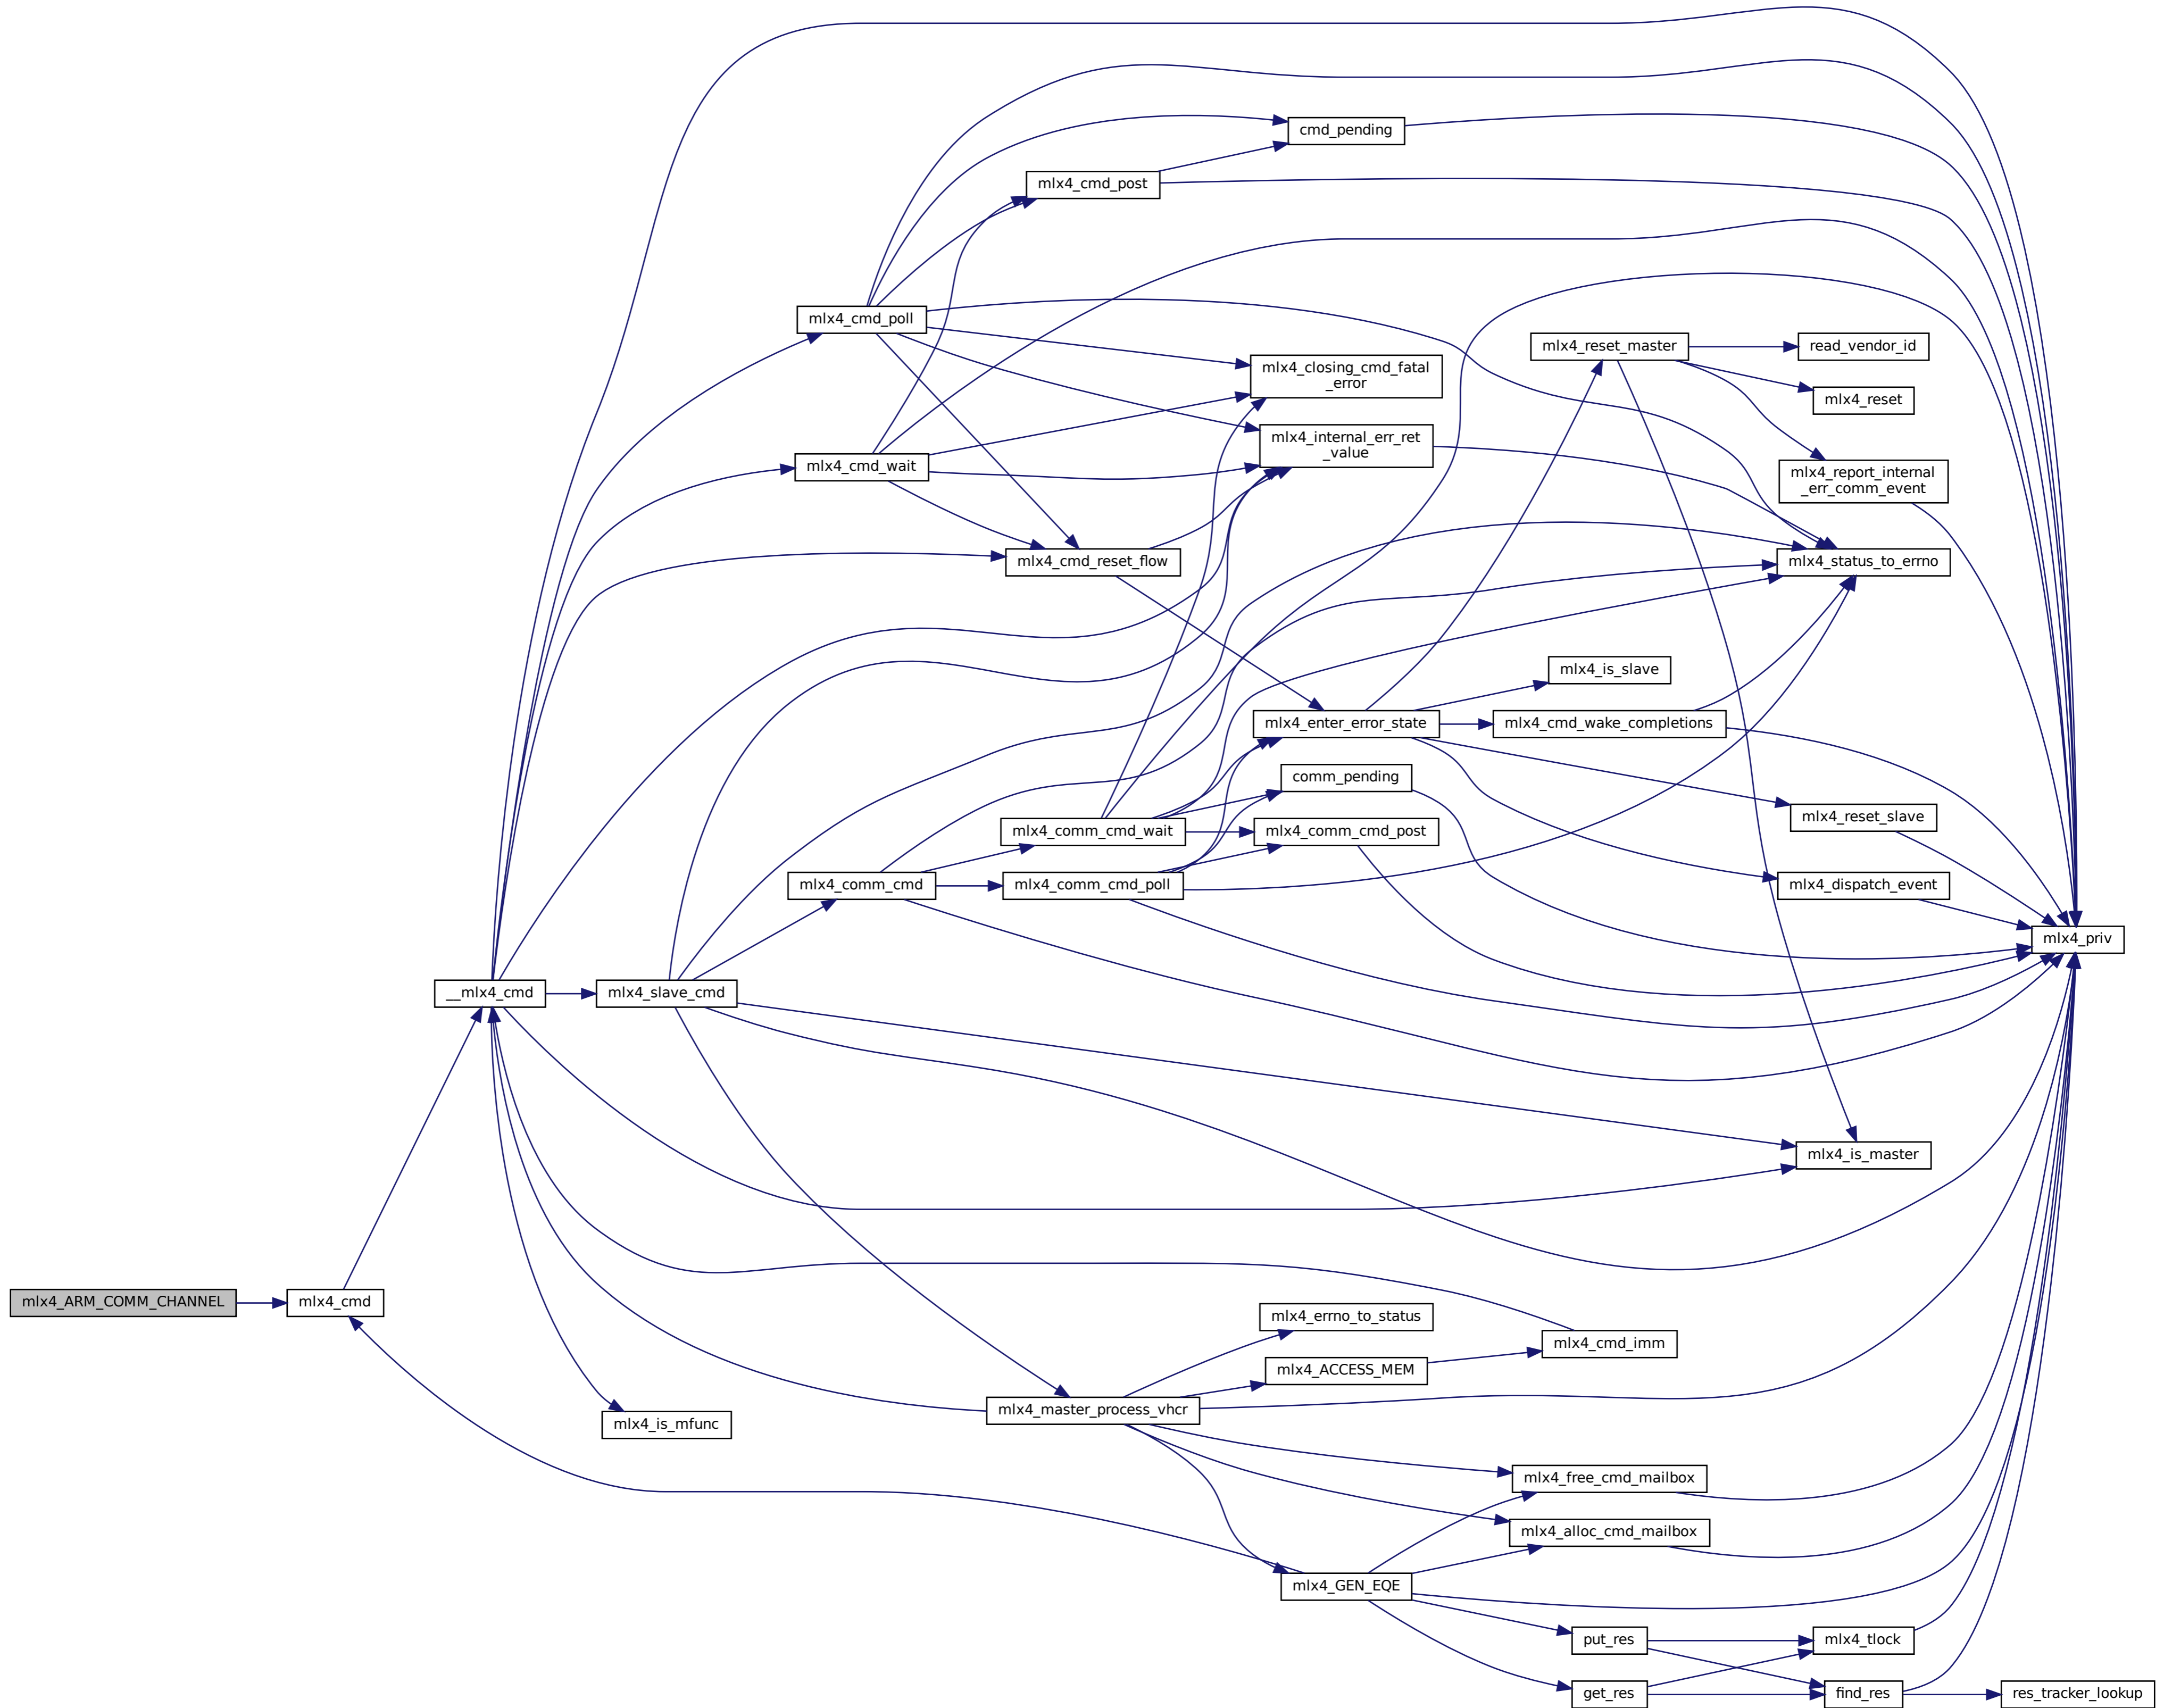 cmd_pending
mlx4_cmd_post
mlx4_cmd_poll
mlx4_reset_master
read_vendor_id
mlx4_closing_cmd_fatal
_error
mlx4_reset
mlx4_internal_err_ret
_value
mlx4_cmd_wait
mlx4_report_internal
_err_comm_event
mlx4_cmd_reset_flow
mlx4_status_to_errno
mlx4_is_slave
mlx4_enter_error_state
mlx4_cmd_wake_completions
comm_pending
mlx4_reset_slave
mlx4_comm_cmd_wait
mlx4_comm_cmd_post
mlx4_comm_cmd
mlx4_comm_cmd_poll
mlx4_dispatch_event
mlx4_priv
__mlx4_cmd
mlx4_slave_cmd
mlx4_is_master
mlx4_ARM_COMM_CHANNEL
mlx4_cmd
mlx4_errno_to_status
mlx4_cmd_imm
mlx4_ACCESS_MEM
mlx4_master_process_vhcr
mlx4_is_mfunc
mlx4_free_cmd_mailbox
mlx4_alloc_cmd_mailbox
mlx4_GEN_EQE
put_res
mlx4_tlock
get_res
find_res
res_tracker_lookup